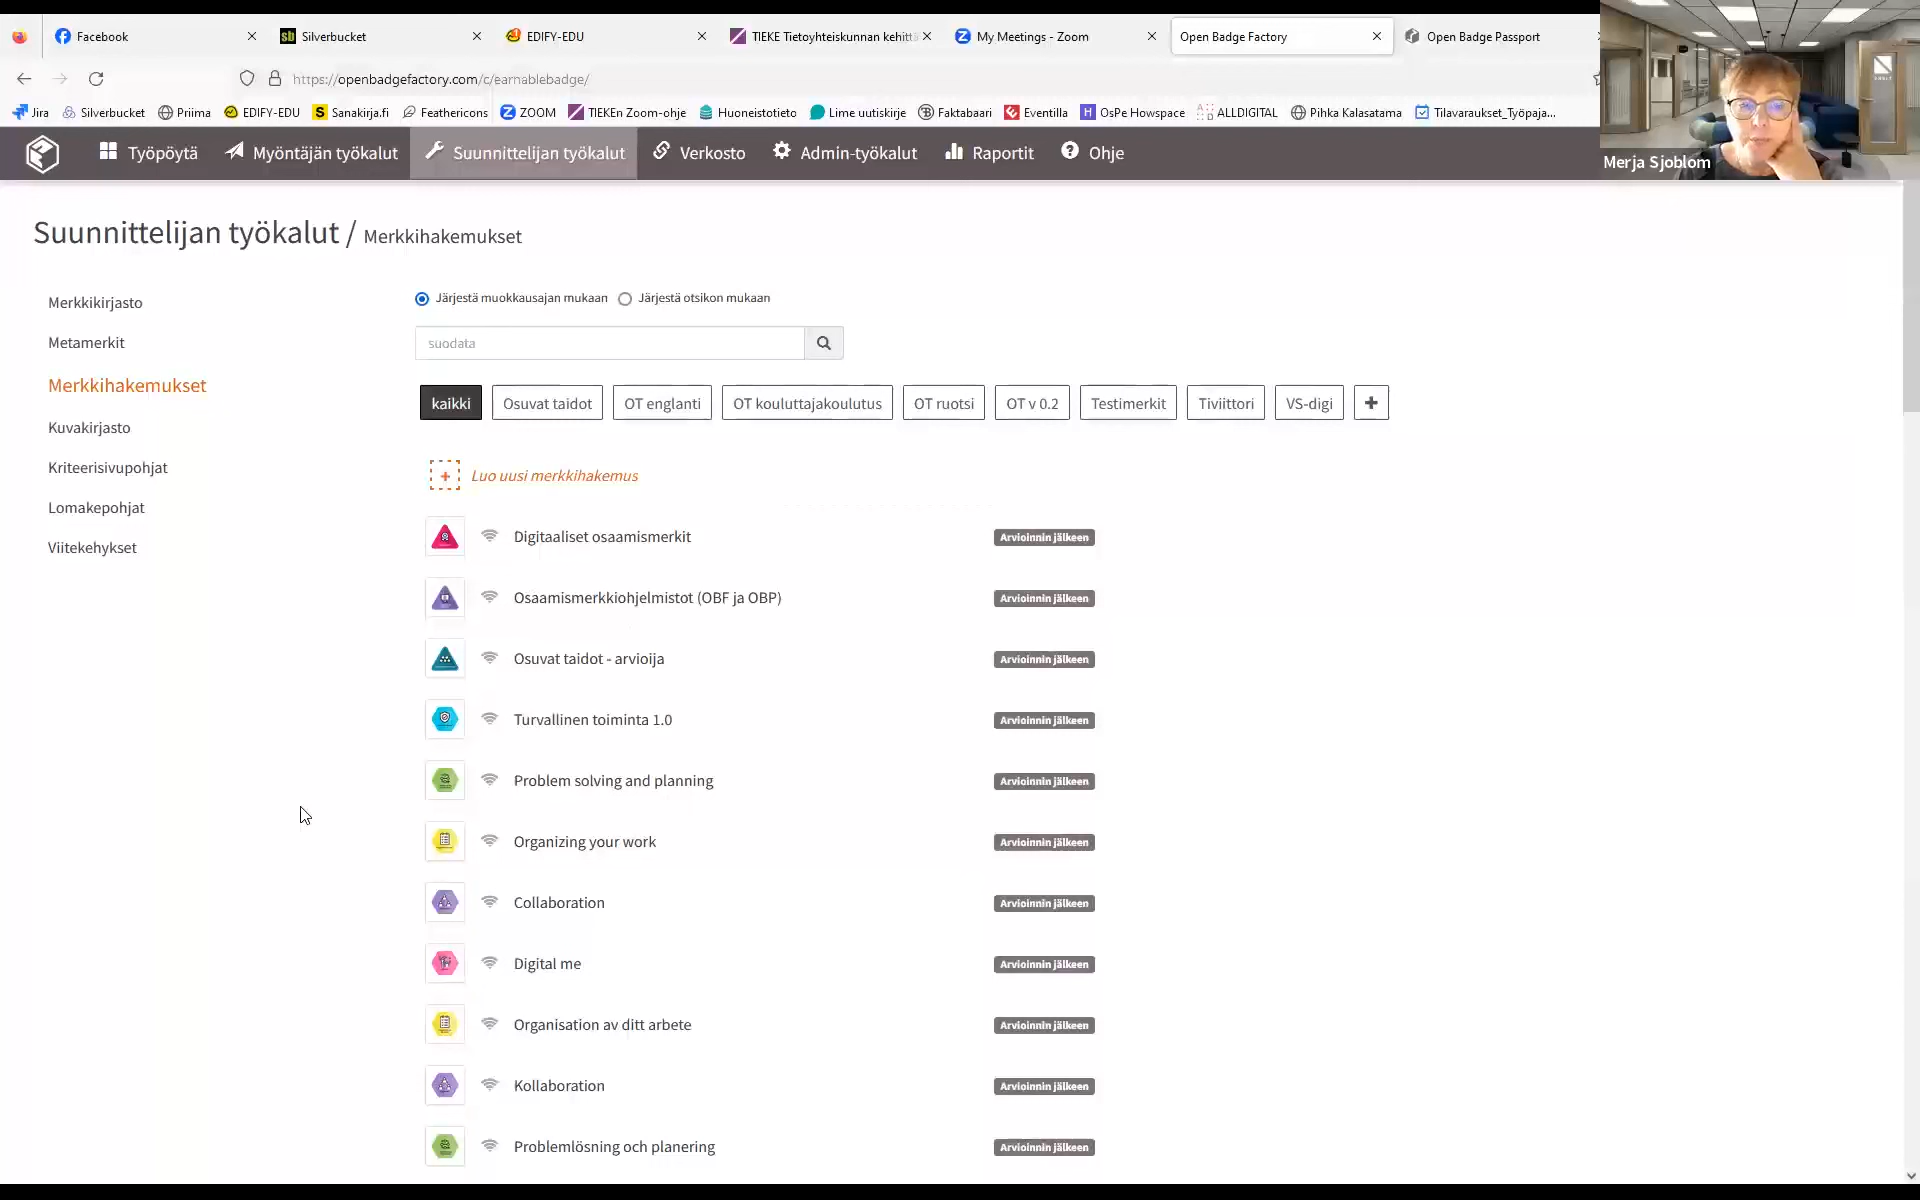 Facebook
Silverbucket
EDIFY-EDU
TIEKE Tietoyhteiskunnan kehittä
My Meetings - Zoom
Open Badge Factory
Open Badge Passport
https://openbadgefactory.com/c/earnablebadge/
Jira
Silverbucket
Priima
EDIFY-EDU
Sanakirja.fi
Feathericons
ZOOM
TIEKEn Zoom-ohje
Huoneistotieto
Lime uutiskirje
Faktabaari
Eventilla
OsPe Howspace
ALLDIGITAL
Pihka Kalasatama
Tilavaraukset_Työpaja...
Merja Sjoblom
Työpöytä
Myöntäjän työkalut
Suunnittelijan työkalut
Verkosto
Admin-työkalut
Raportit
Ohje
Suunnittelijan työkalut / Merkkihakemukset
Merkkikirjasto
Metamerkit
Merkkihakemukset
Kuvakirjasto
Kriteerisivupohjat
Lomakepohjat
Viitekehykset
Järjestä muokkausajan mukaan
Järjestä otsikon mukaan
suodata
kaikki
Osuvat taidot
OT englanti
OT kouluttajakoulutus
OT ruotsi
OT v 0.2
Testimerkit
Tiviittori
VS-digi
Luo uusi merkkihakemus
Digitaaliset osaamismerkit
Arvioinnin jälkeen
Osaamismerkkiohjelmistot (OBF ja OBP)
Arvioinnin jälkeen
Osuvat taidot - arvioija
Arvioinnin jälkeen
Turvallinen toiminta 1.0
Arvioinnin jälkeen
Problem solving and planning
Arvioinnin jälkeen
Organizing your work
Arvioinnin jälkeen
Collaboration
Arvioinnin jälkeen
Digital me
Arvioinnin jälkeen
Organisation av ditt arbete
Arvioinnin jälkeen
Kollaboration
Arvioinnin jälkeen
Problemlösning och planering
Arvioinnin jälkeen